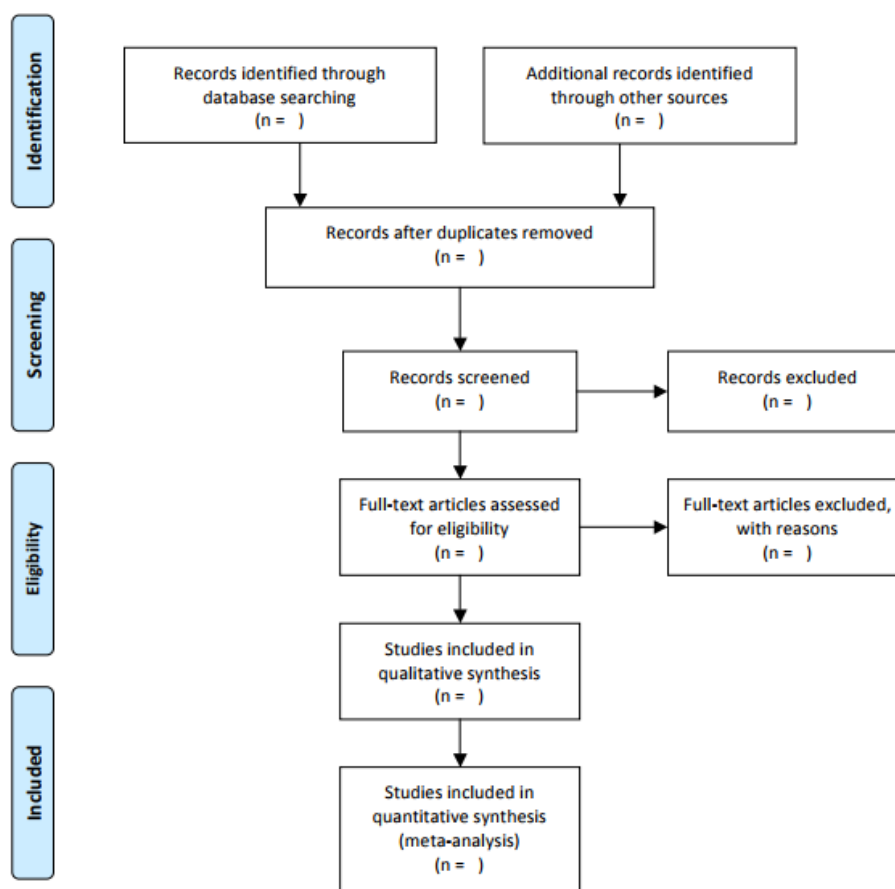 Identification
Records identified through
database searching
(n =   )
Additional records identified
through other sources
(n =   )
Records after duplicates removed
(n =   )
Screening
Records screened
(n =   )
Records excluded
(n =   )
Eligibility
Full-text articles assessed
for eligibility
(n =   )
Full-text articles excluded,
with reasons
(n =   )
Studies included in
qualitative synthesis
(n =   )
Included
Studies included in
quantitative synthesis
(meta-analysis)
(n =   )